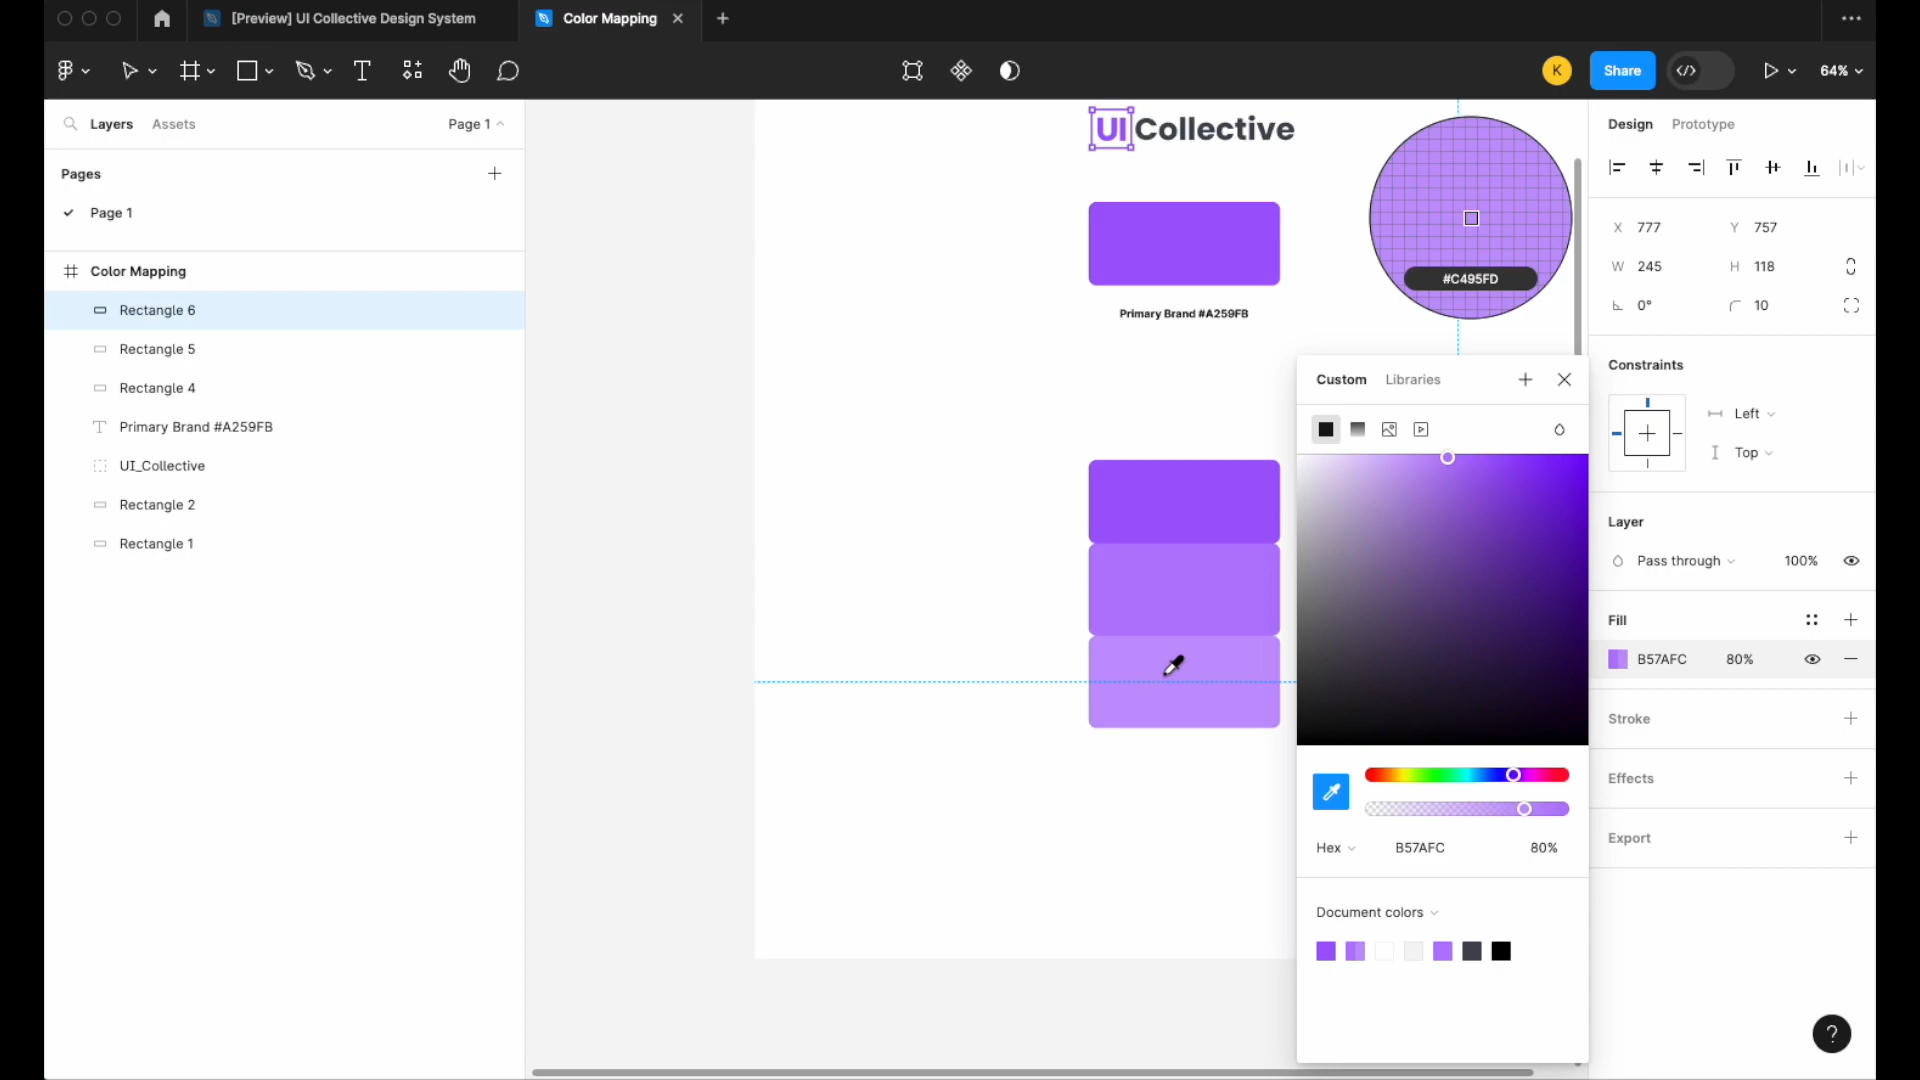 [Preview] UI Collective Design System
Color Mapping
K
Share
64%
Layers
Assets
Page 1
Pages
Page 1
Color Mapping
Rectangle 6
Rectangle 5
Rectangle 4
Primary Brand #A259FB
UI_Collective
Rectangle 2
Rectangle 1
UI Collective
#C495FD
Primary Brand #A259FB
Custom
Libraries
Hex
B57AFC
80%
Document colors
Design
Prototype
X 777
Y 757
W 245
H 118
0°
10
Constraints
Left
Top
Layer
Pass through
100%
Fill
B57AFC
80%
Stroke
Effects
Export
?